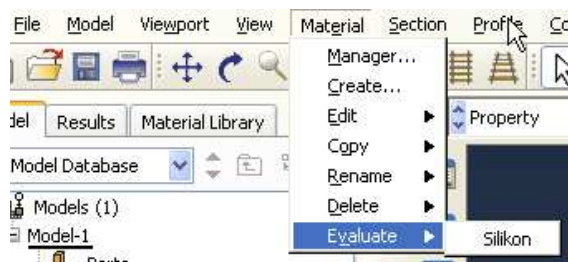 File Model Viewport View Material Section Profile
Manager...
Create...
Results Material Library
Edit
Property
Copy
Model Database
Rename
Models (1)
Delete
Model-1
Evaluate Silikon